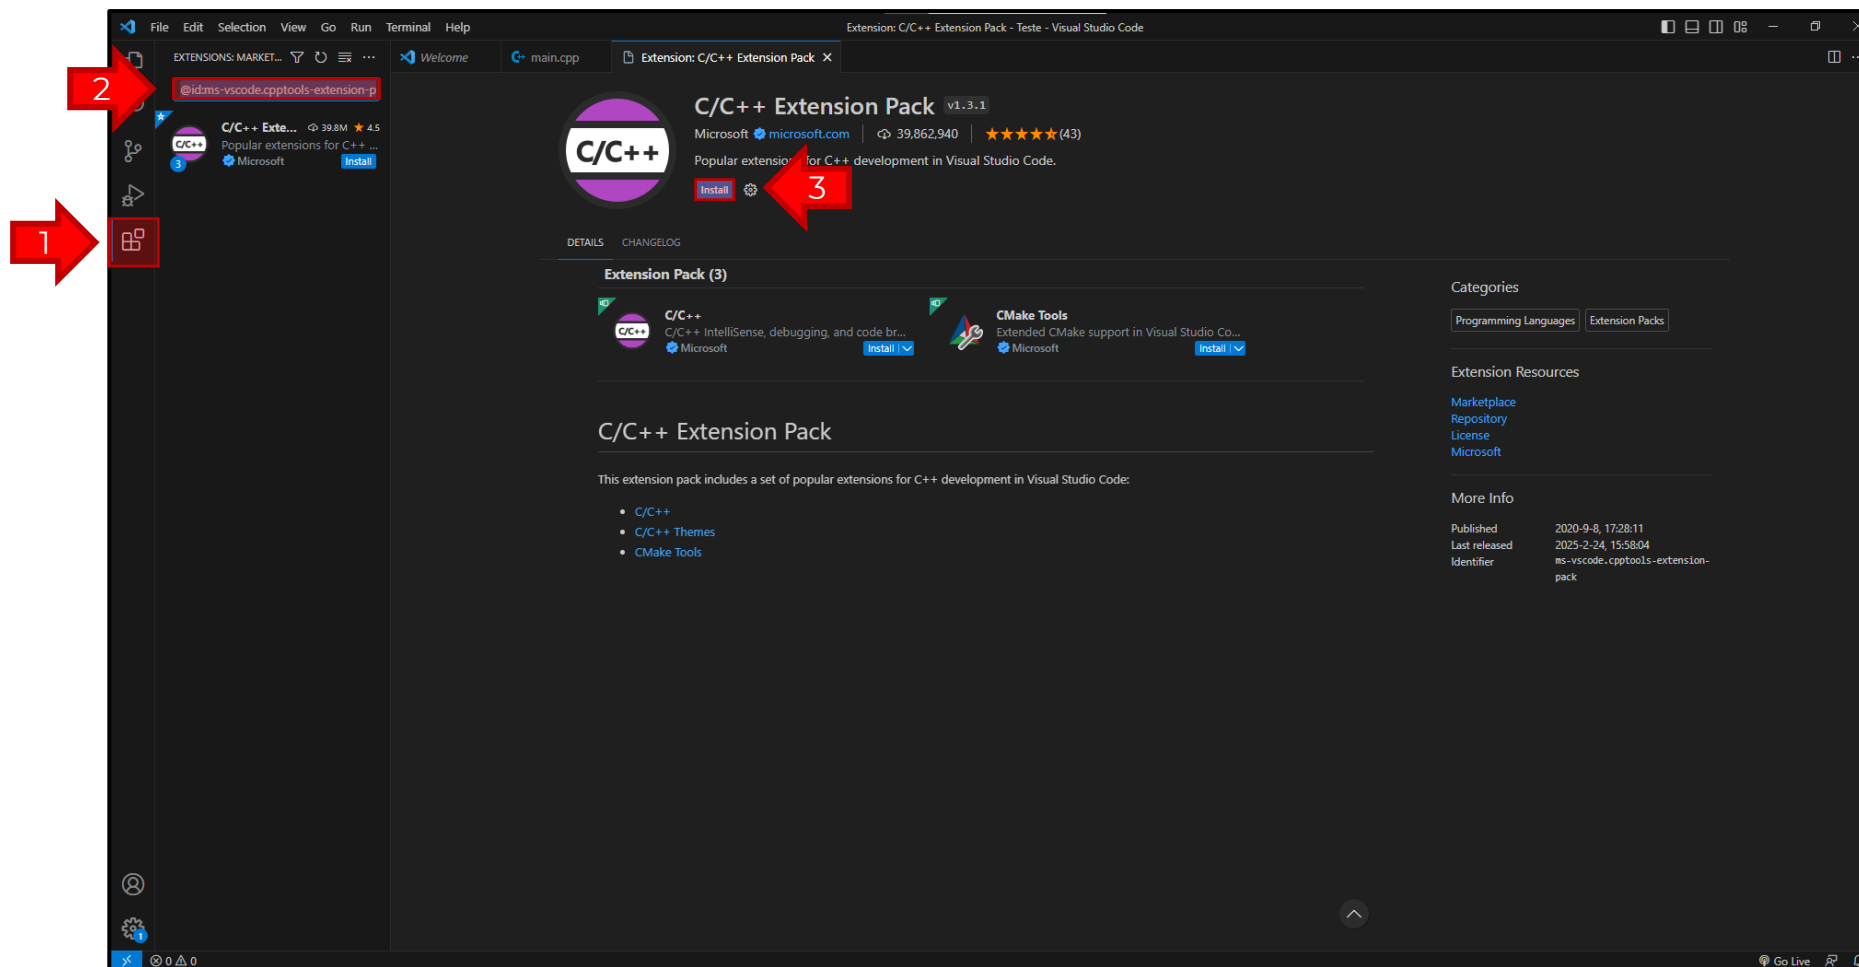 File Edit Selection View Go Run Terminal Help
Extension: C/C++ Extension Pack - Teste - Visual Studio Code
EXTENSIONS: MARKET...
Welcome
main.cpp
Extension: C/C++ Extension Pack
2
@id:ms-vscode.cpptools-extension-p
C/C++
3
C/C++ Exte... 39.8M ★ 4.5
Popular extensions for C++ ...
Microsoft
Install
1
C/C++
C/C++ Extension Pack v1.3.1
Microsoft microsoft.com 39,862,940 ★★★★★(43)
Popular extensions for C++ development in Visual Studio Code.
Install
3
DETAILS CHANGELOG
Extension Pack (3)
C/C++
C/C++
C/C++ IntelliSense, debugging, and code br...
Microsoft
Install
CMake Tools
Extended CMake support in Visual Studio Co...
Microsoft
Install
C/C++ Extension Pack
This extension pack includes a set of popular extensions for C++ development in Visual Studio Code:
C/C++
C/C++ Themes
CMake Tools
Categories
Programming Languages Extension Packs
Extension Resources
Marketplace
Repository
License
Microsoft
More Info
Published 2020-9-8, 17:28:11
Last released 2025-2-24, 15:58:04
Identifier ms-vscode.cpptools-extension-
pack
1
0 0
Go Live